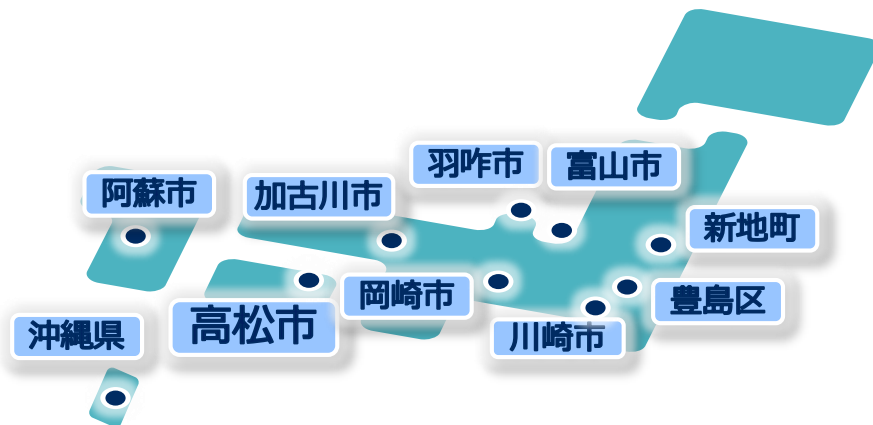 羽咋市
富山市
阿蘇市
加古川市
新地町
岡崎市
豊島区
高松市
川崎市
沖縄県